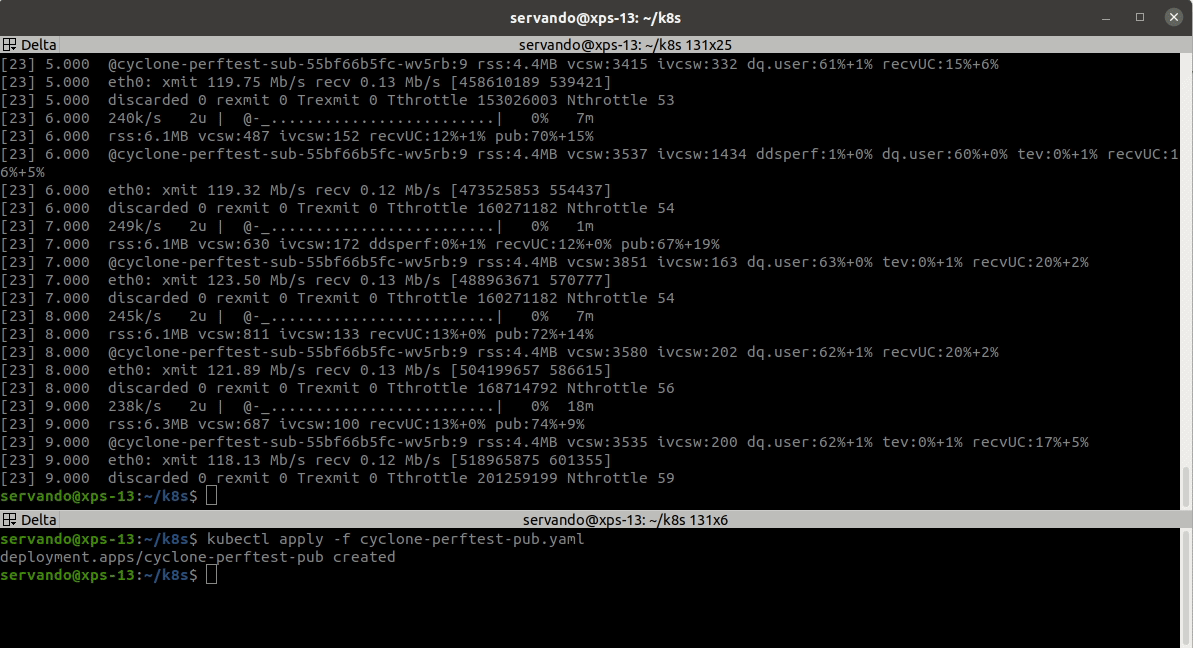 servando@xps-13: ~/k8s
Delta
servando@xps-13: ~/k8s 131x25
[23] 5.000  @cyclone-perftest-sub-55bf66b5fc-wv5rb:9 rss:4.4MB vcsw:3415 ivcsw:332 dq.user:61%+1% recvUC:15%+6%
[23] 5.000  eth0: xmit 119.75 Mb/s recv 0.13 Mb/s [458610189 539421]
[23] 5.000  discarded 0 rexmit 0 Trexmit 0 Tthrottle 153026003 Nthrottle 53
[23] 6.000  240k/s   2u |  @-_.........................|   0%   7m
[23] 6.000  rss:6.1MB vcsw:487 ivcsw:152 recvUC:12%+1% pub:70%+15%
[23] 6.000  @cyclone-perftest-sub-55bf66b5fc-wv5rb:9 rss:4.4MB vcsw:3537 ivcsw:1434 ddsperf:1%+0% dq.user:60%+0% tev:0%+1% recvUC:1
6%+5%
[23] 6.000  eth0: xmit 119.32 Mb/s recv 0.12 Mb/s [473525853 554437]
[23] 6.000  discarded 0 rexmit 0 Trexmit 0 Tthrottle 160271182 Nthrottle 54
[23] 7.000  249k/s   2u |  @-_.........................|   0%   1m
[23] 7.000  rss:6.1MB vcsw:630 ivcsw:172 ddsperf:0%+1% recvUC:12%+0% pub:67%+19%
[23] 7.000  @cyclone-perftest-sub-55bf66b5fc-wv5rb:9 rss:4.4MB vcsw:3851 ivcsw:163 dq.user:63%+0% tev:0%+1% recvUC:20%+2%
[23] 7.000  eth0: xmit 123.50 Mb/s recv 0.13 Mb/s [488963671 570777]
[23] 7.000  discarded 0 rexmit 0 Trexmit 0 Tthrottle 160271182 Nthrottle 54
[23] 8.000  245k/s   2u |  @-_.........................|   0%   7m
[23] 8.000  rss:6.1MB vcsw:811 ivcsw:133 recvUC:13%+0% pub:72%+14%
[23] 8.000  @cyclone-perftest-sub-55bf66b5fc-wv5rb:9 rss:4.4MB vcsw:3580 ivcsw:202 dq.user:62%+1% recvUC:20%+2%
[23] 8.000  eth0: xmit 121.89 Mb/s recv 0.13 Mb/s [504199657 586615]
[23] 8.000  discarded 0 rexmit 0 Trexmit 0 Tthrottle 168714792 Nthrottle 56
[23] 9.000  238k/s   2u |  @-_.........................|   0%  18m
[23] 9.000  rss:6.3MB vcsw:687 ivcsw:100 recvUC:13%+0% pub:74%+9%
[23] 9.000  @cyclone-perftest-sub-55bf66b5fc-wv5rb:9 rss:4.4MB vcsw:3535 ivcsw:200 dq.user:62%+1% tev:0%+1% recvUC:17%+5%
[23] 9.000  eth0: xmit 118.13 Mb/s recv 0.12 Mb/s [518965875 601355]
[23] 9.000  discarded 0 rexmit 0 Trexmit 0 Tthrottle 201259199 Nthrottle 59
servando@xps-13:~/k8s$
Delta
servando@xps-13: ~/k8s 131x6
servando@xps-13:~/k8s$ kubectl apply -f cyclone-perftest-pub.yaml
deployment.apps/cyclone-perftest-pub created
servando@xps-13:~/k8s$